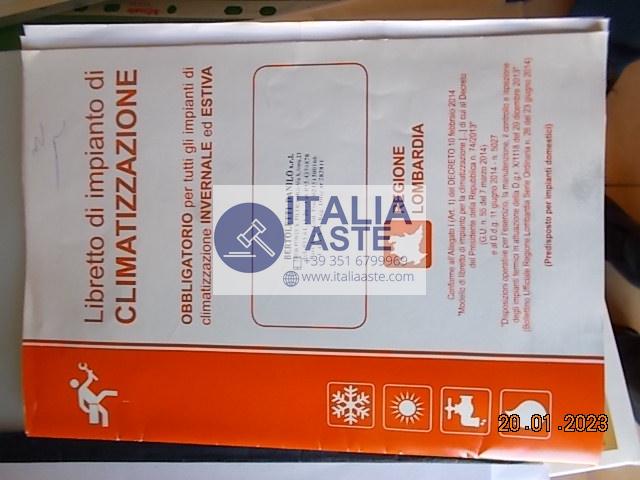 Libretto di impianto di
CLIMATIZZAZIONE
OBBLIGATORIO per tutti gli impianti di
climatizzazione INVERNALE ed ESTIVA
REGIONE
LOMBARDIA
Conforme all'Allegato I (Art. 1) del DECRETO 10 febbraio 2014
"Modello di libretto di impianto per la climatizzazione [...] di cui al Decreto
del Presidente della Repubblica n. 74/2013"
(G.U. n. 55 del 7 marzo 2014)
e al D.d.g. 11 giugno 2014 - n. 5027
"Disposizioni operative per l'esercizio, la manutenzione, il controllo e ispezione
degli impianti termici in attuazione della D.g.r. X/1118 del 20 dicembre 2013"
(Bollettino Ufficiale Regione Lombardia Serie Ordinaria n. 26 del 23 giugno 2014)
(Predisposto per impianti domestici)
ITALIA
ASTE
+39 351 6799969
www.italiaaste.com
20.01.2023